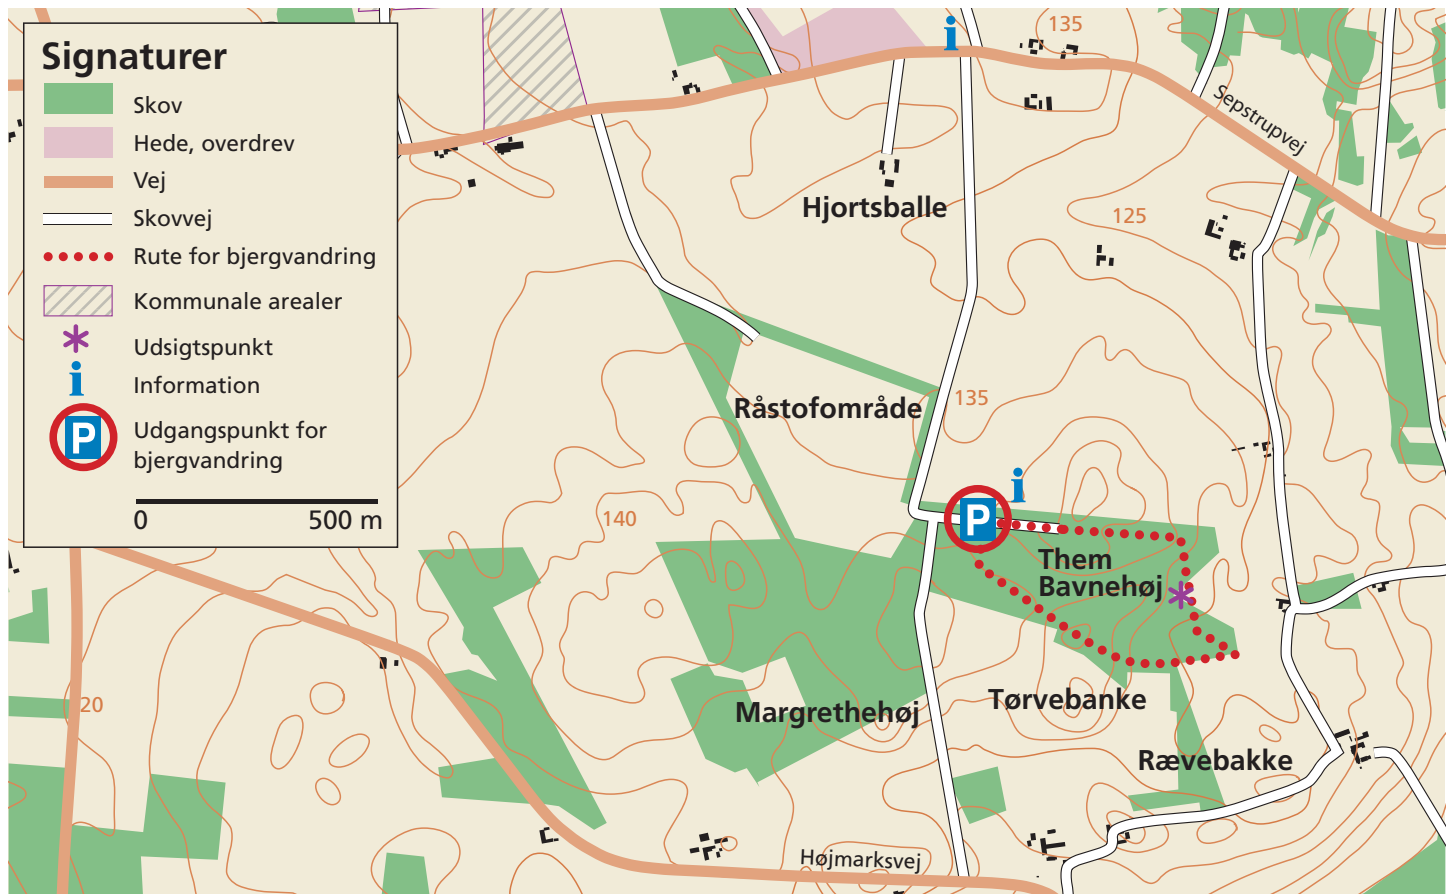 Signaturer
Skov
Hede, overdrev
Vej
Skovvej
Rute for bjergvandring
Kommunale arealer
Udsigtspunkt
i
Information
P
Udgangspunkt for
bjergvandring
0 500 m
i
135
Sepstrupvej
Hjortsballe
125
135
Råstofområde
i
P
140
Them
Bavnehøj
20
Margrethehøj
Tørvebanke
Rævebakke
Højmarksvej